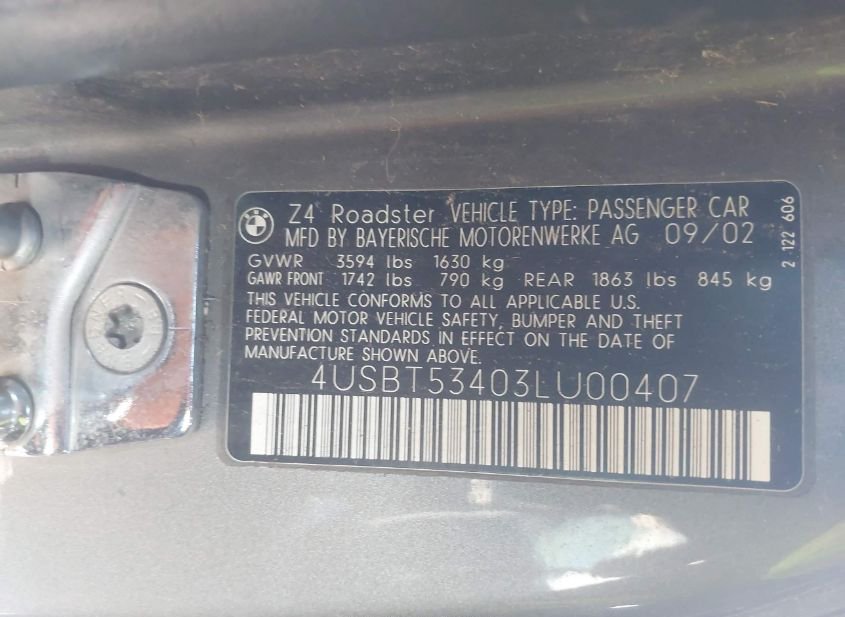 Z4 Roadster VEHICLE TYPE: PASSENGER CAR
MFD BY BAYERISCHE MOTORENWERKE AG 09/02
GVWR 3594 lbs 1630 kg
GAWR FRONT 1742 lbs 790 kg REAR 1863 lbs 845 kg
THIS VEHICLE CONFORMS TO ALL APPLICABLE U.S.
FEDERAL MOTOR VEHICLE SAFETY, BUMPER AND THEFT
PREVENTION STANDARDS IN EFFECT ON THE DATE OF
MANUFACTURE SHOWN ABOVE.
4USBT53403LU00407
2 122 606